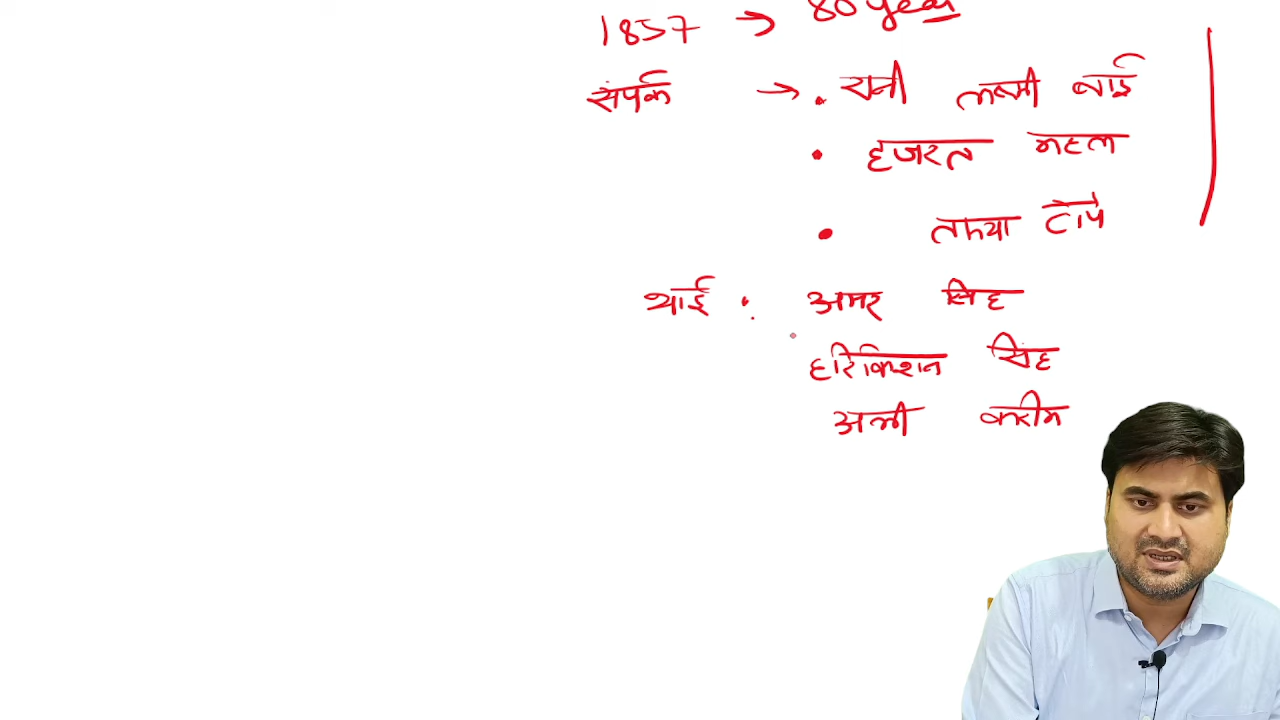 1857 → 80 year
संपर्क → • रानी लक्ष्मी बाई
• हजरत महल
• तात्या टोपे
भाई : अमर सिंह
हरिकिशन सिंह
अली करीम